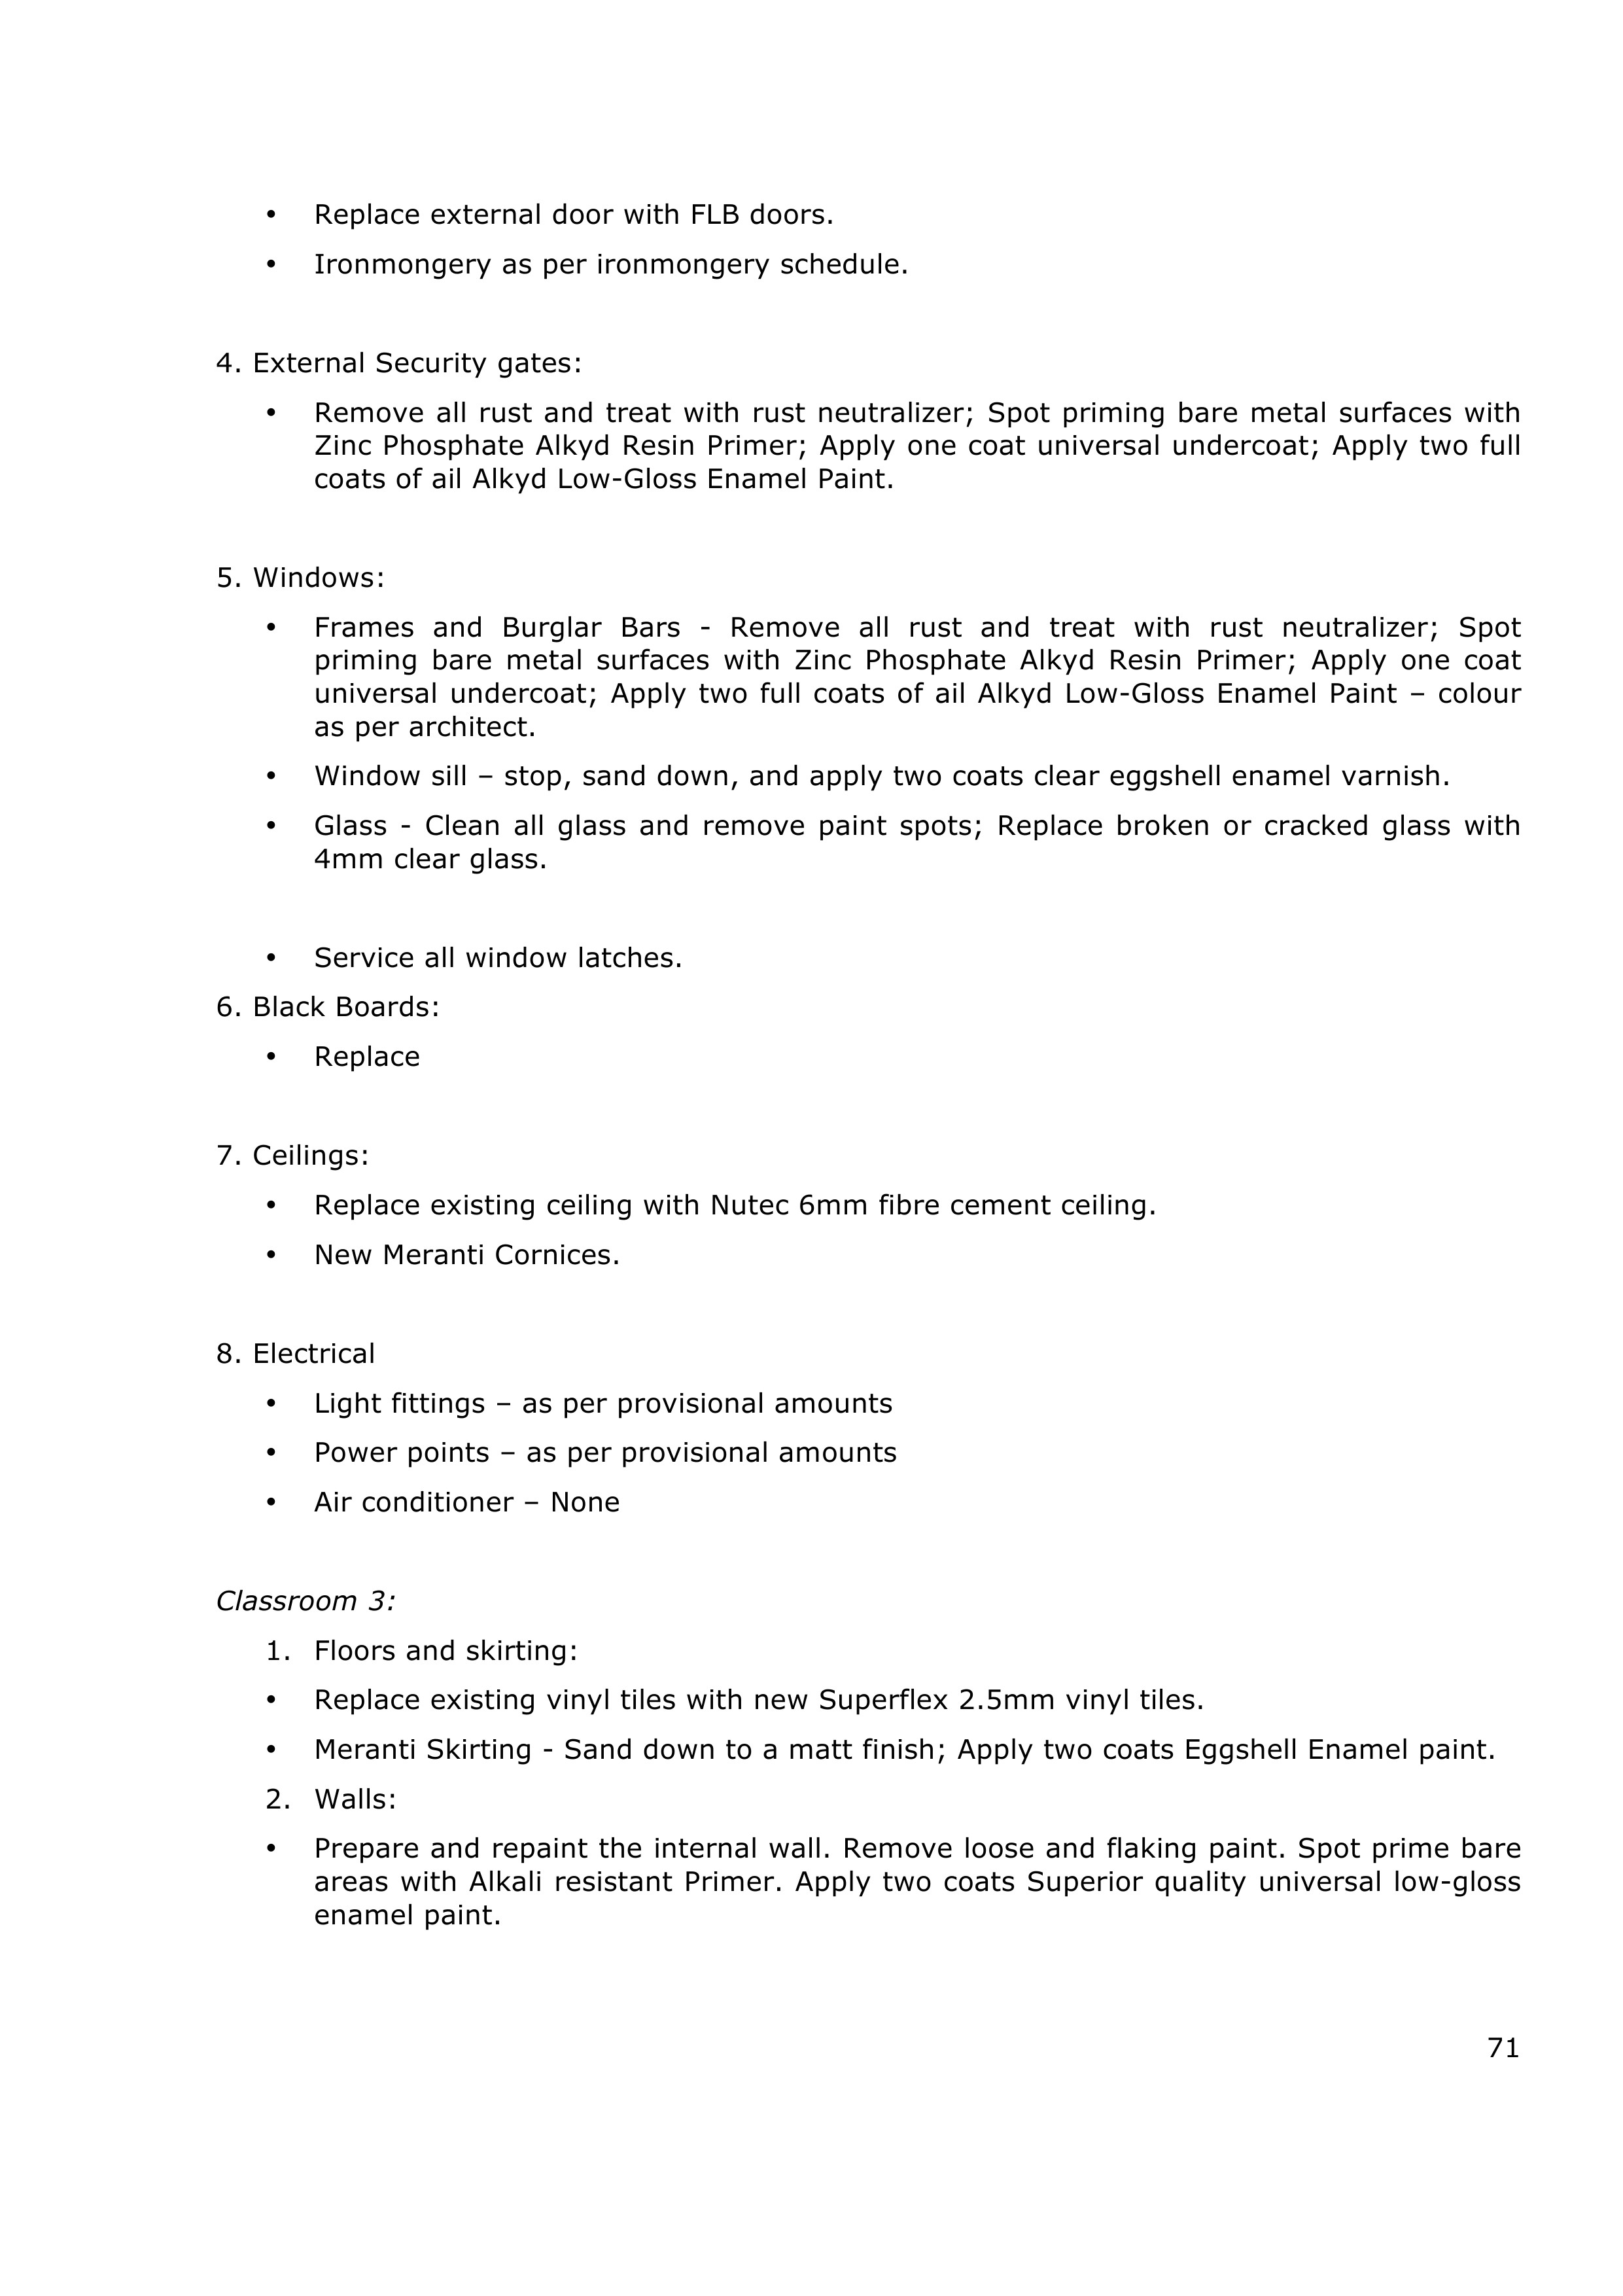 • Replace external door with FLB doors.
• Ironmongery as per ironmongery schedule.
4. External Security gates:
• Remove all rust and treat with rust neutralizer; Spot priming bare metal surfaces with
Zinc Phosphate Alkyd Resin Primer; Apply one coat universal undercoat; Apply two full
coats of ail Alkyd Low-Gloss Enamel Paint.
5. Windows:
• Frames and Burglar Bars - Remove all rust and treat with rust neutralizer; Spot
priming bare metal surfaces with Zinc Phosphate Alkyd Resin Primer; Apply one coat
universal undercoat; Apply two full coats of ail Alkyd Low-Gloss Enamel Paint – colour
as per architect.
• Window sill – stop, sand down, and apply two coats clear eggshell enamel varnish.
• Glass - Clean all glass and remove paint spots; Replace broken or cracked glass with
4mm clear glass.
• Service all window latches.
6. Black Boards:
• Replace
7. Ceilings:
• Replace existing ceiling with Nutec 6mm fibre cement ceiling.
• New Meranti Cornices.
8. Electrical
• Light fittings – as per provisional amounts
• Power points – as per provisional amounts
• Air conditioner – None
Classroom 3:
1. Floors and skirting:
• Replace existing vinyl tiles with new Superflex 2.5mm vinyl tiles.
• Meranti Skirting - Sand down to a matt finish; Apply two coats Eggshell Enamel paint.
2. Walls:
• Prepare and repaint the internal wall. Remove loose and flaking paint. Spot prime bare
areas with Alkali resistant Primer. Apply two coats Superior quality universal low-gloss
enamel paint.
71